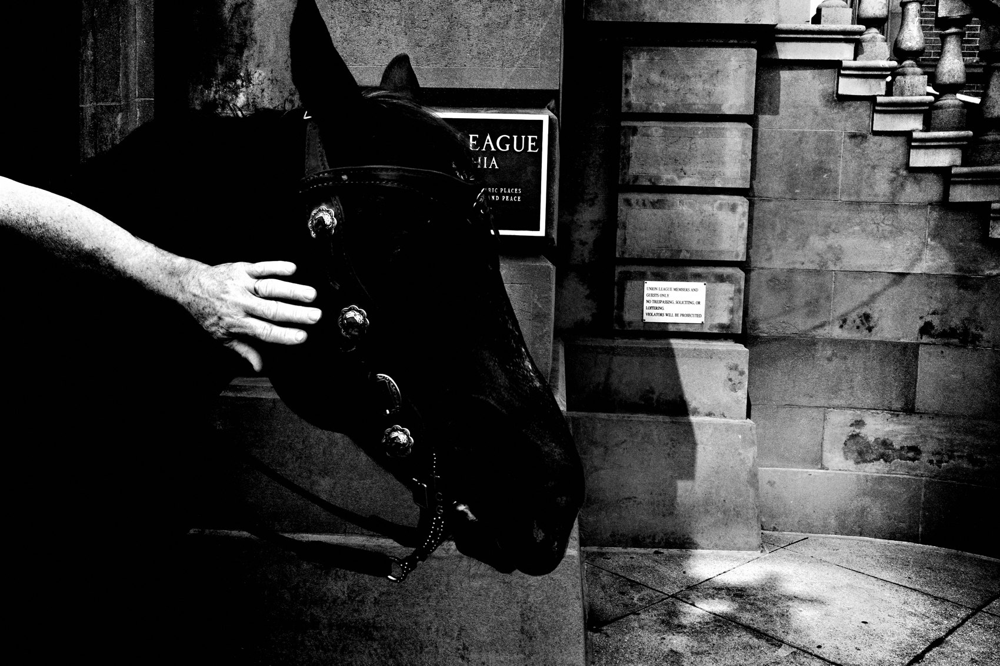 EAGUE
HIA
RIC PLACES
AND PEACE
UNION LEAGUE MEMBERS AND
GUESTS ONLY
NO TRESPASSING, SOLICITING, OR
LOITERING
VIOLATORS WILL BE PROSECUTED.